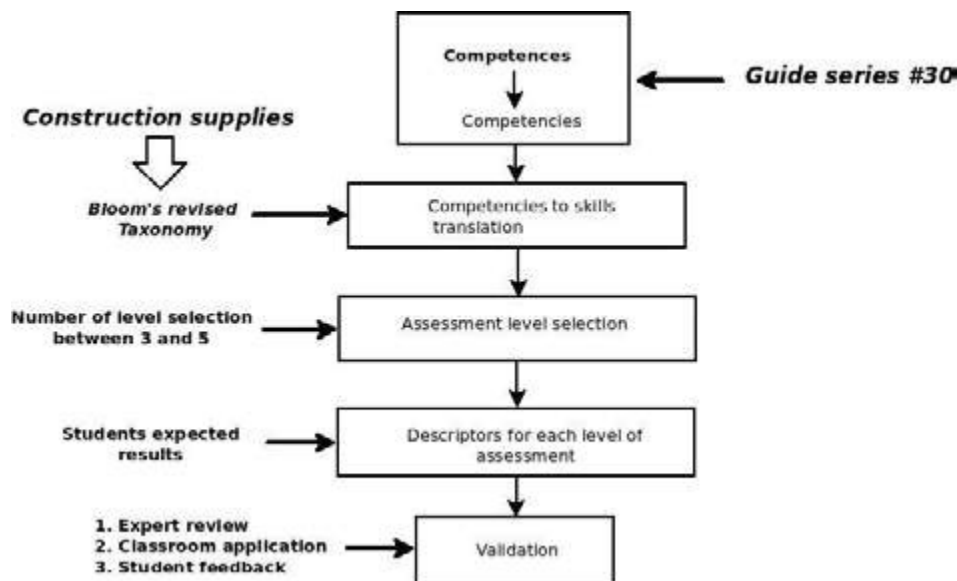 Competences
Guide series #30
Competencies
Construction supplies
Bloom's revised
Taxonomy
Competencies to skills
translation
Number of level selection
between 3 and 5
Assessment level selection
Students expected
results
Descriptors for each level of
assessment
1. Expert review
2. Classroom application
3. Student feedback
Validation